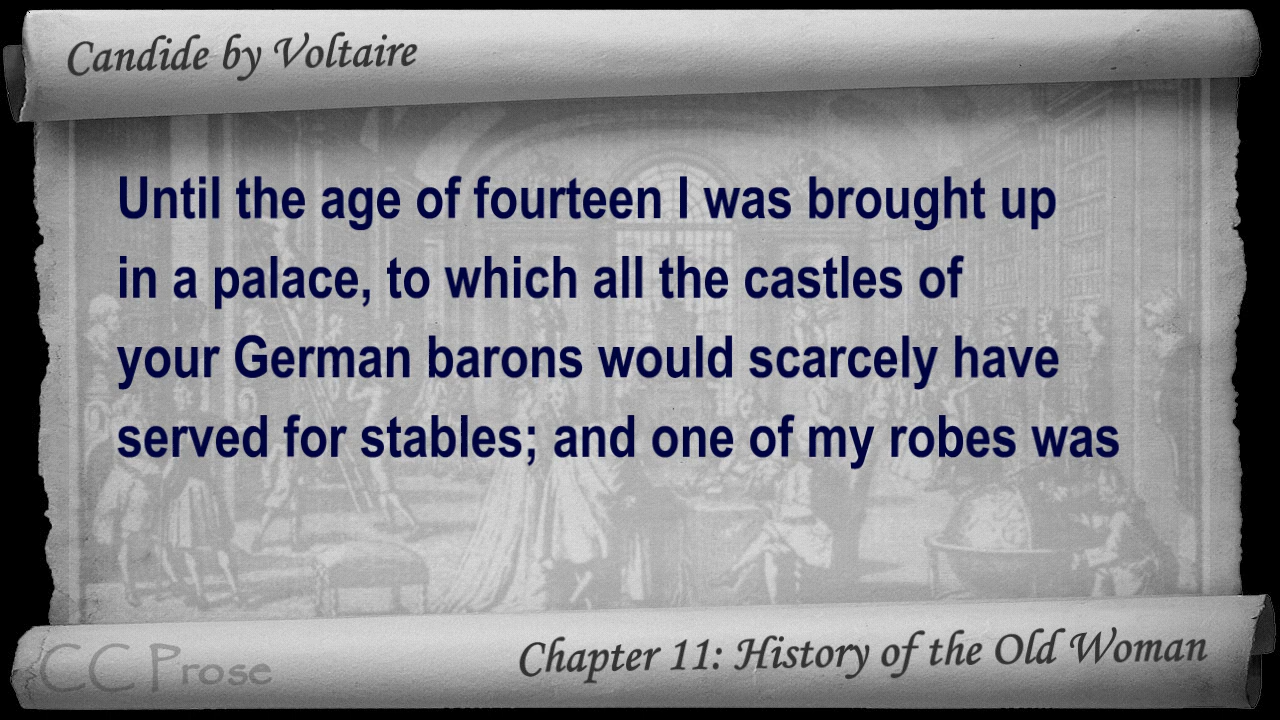 Candide by Voltaire
Until the age of fourteen I was brought up
in a palace, to which all the castles of
your German barons would scarcely have
served for stables; and one of my robes was
CC Prose
Chapter 11: History of the Old Woman